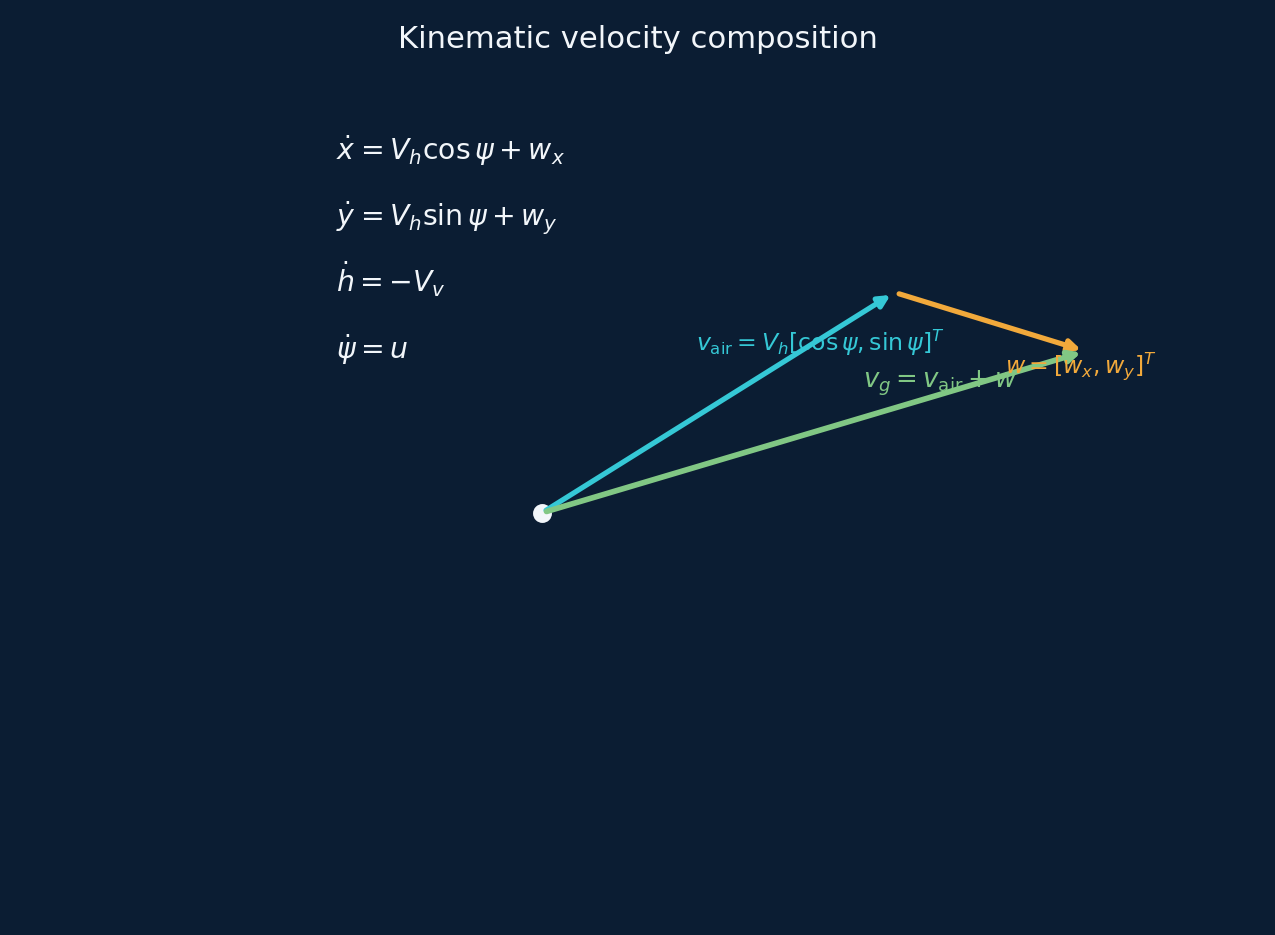 Kinematic velocity composition
ẋ = V_h cos ψ + w_x
ẏ = V_h sin ψ + w_y
ḣ = −V_v
ψ̇ = u
v_air = V_h[cos ψ, sin ψ]^T
w = [w_x, w_y]^T
v_g = v_air + w